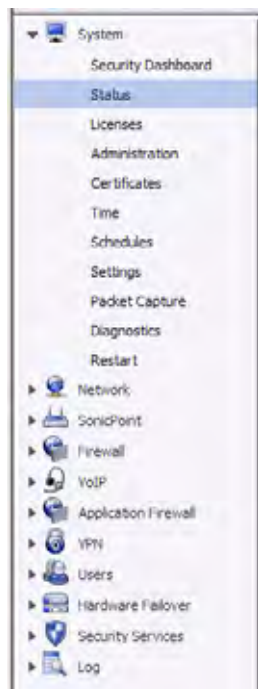 System
Security Dashboard
Status
Licenses
Administration
Certificates
Time
Schedules
Settings
Packet Capture
Diagnostics
Restart
Network
SonicPoint
Firewall
VoIP
Application Firewall
VPN
Users
Hardware Failover
Security Services
Log